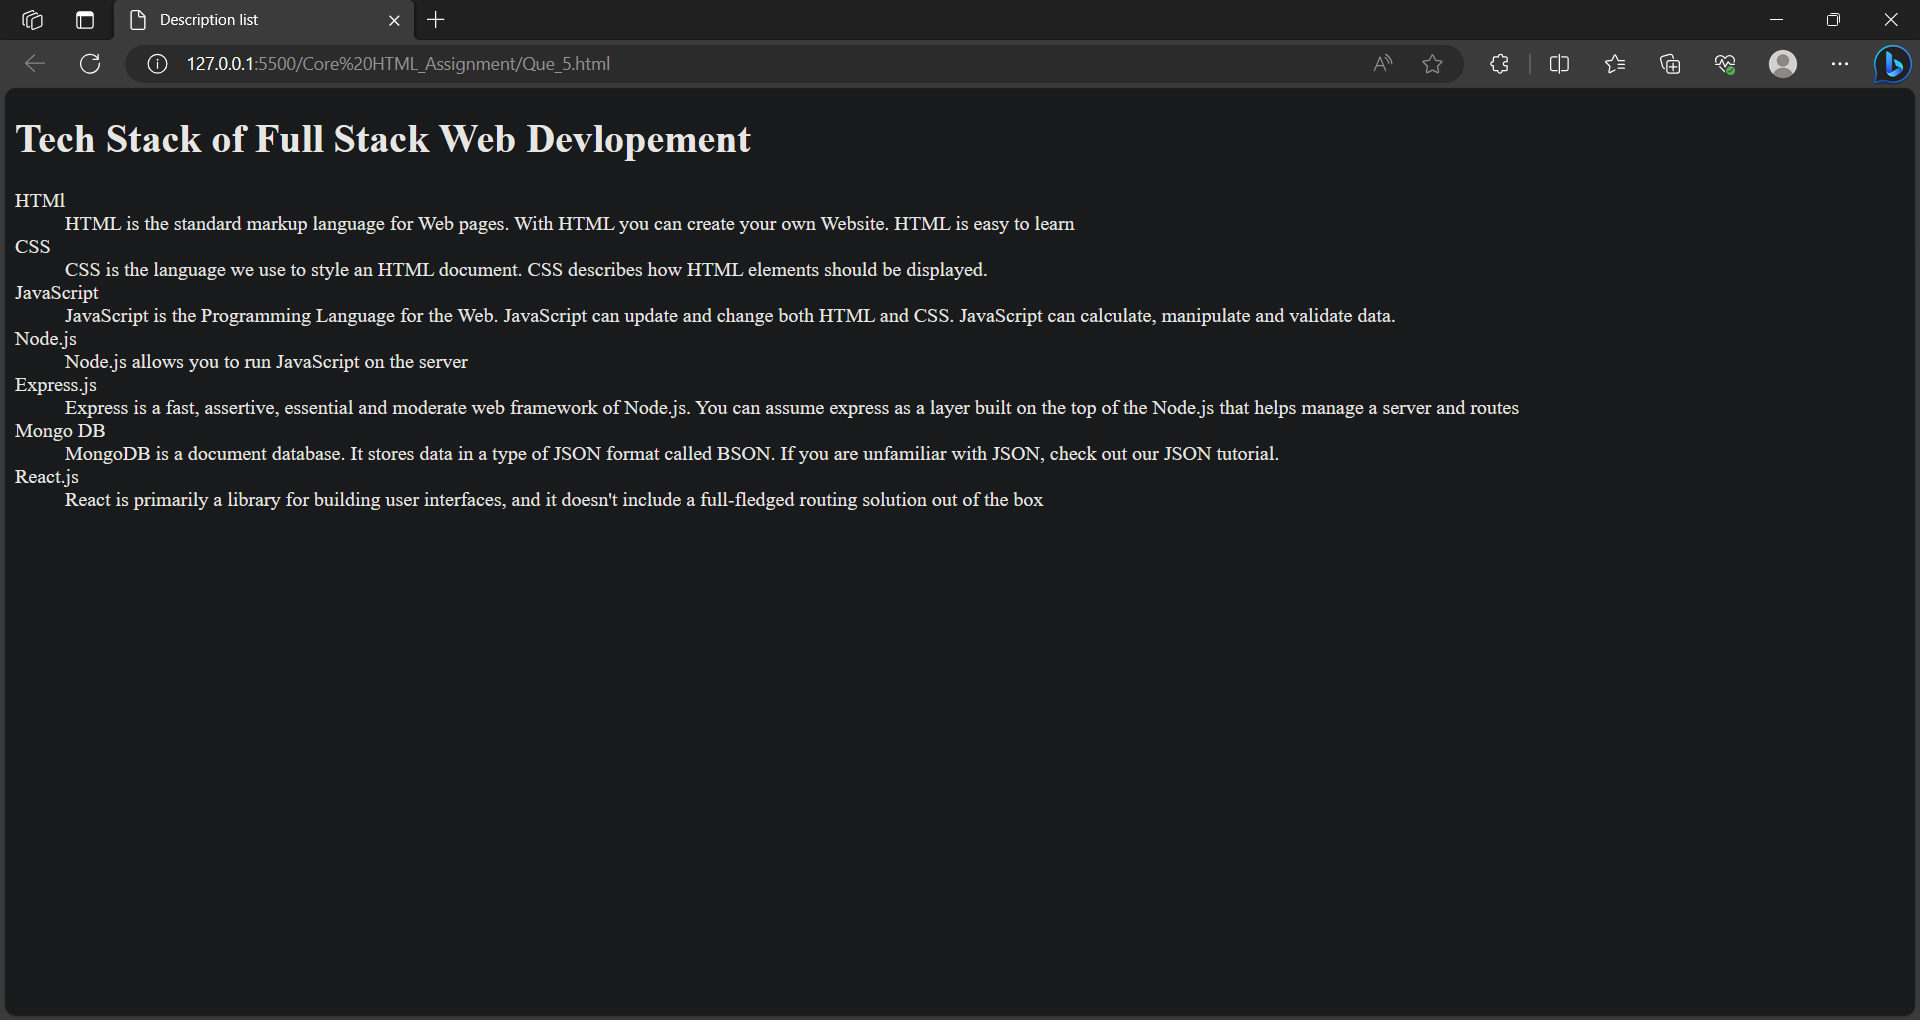 Description list
127.0.0.1:5500/Core%20HTML_Assignment/Que_5.html
Tech Stack of Full Stack Web Devlopement
HTMl
HTML is the standard markup language for Web pages. With HTML you can create your own Website. HTML is easy to learn
CSS
CSS is the language we use to style an HTML document. CSS describes how HTML elements should be displayed.
JavaScript
JavaScript is the Programming Language for the Web. JavaScript can update and change both HTML and CSS. JavaScript can calculate, manipulate and validate data.
Node.js
Node.js allows you to run JavaScript on the server
Express.js
Express is a fast, assertive, essential and moderate web framework of Node.js. You can assume express as a layer built on the top of the Node.js that helps manage a server and routes
Mongo DB
MongoDB is a document database. It stores data in a type of JSON format called BSON. If you are unfamiliar with JSON, check out our JSON tutorial.
React.js
React is primarily a library for building user interfaces, and it doesn't include a full-fledged routing solution out of the box